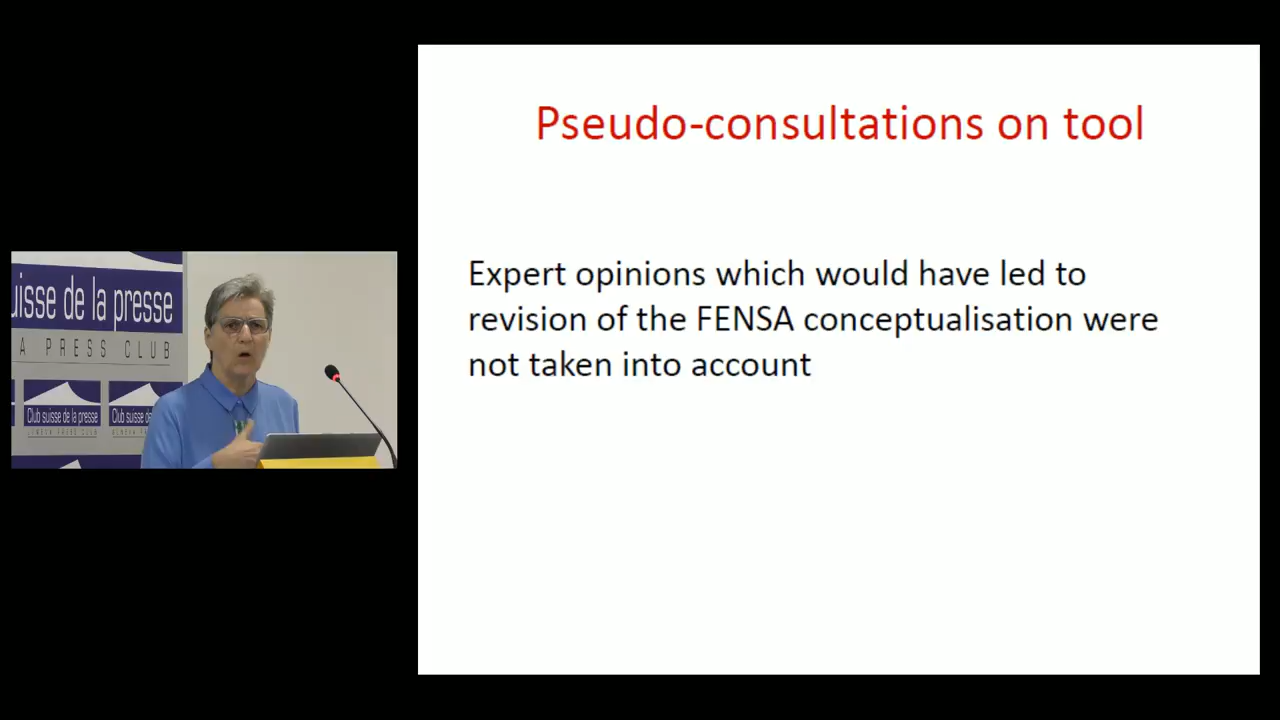 Pseudo-consultations on tool
Expert opinions which would have led to
revision of the FENSA conceptualisation were
not taken into account
uisse de la presse
A PRESS CLUB
Club suisse de la presse
Club suisse de